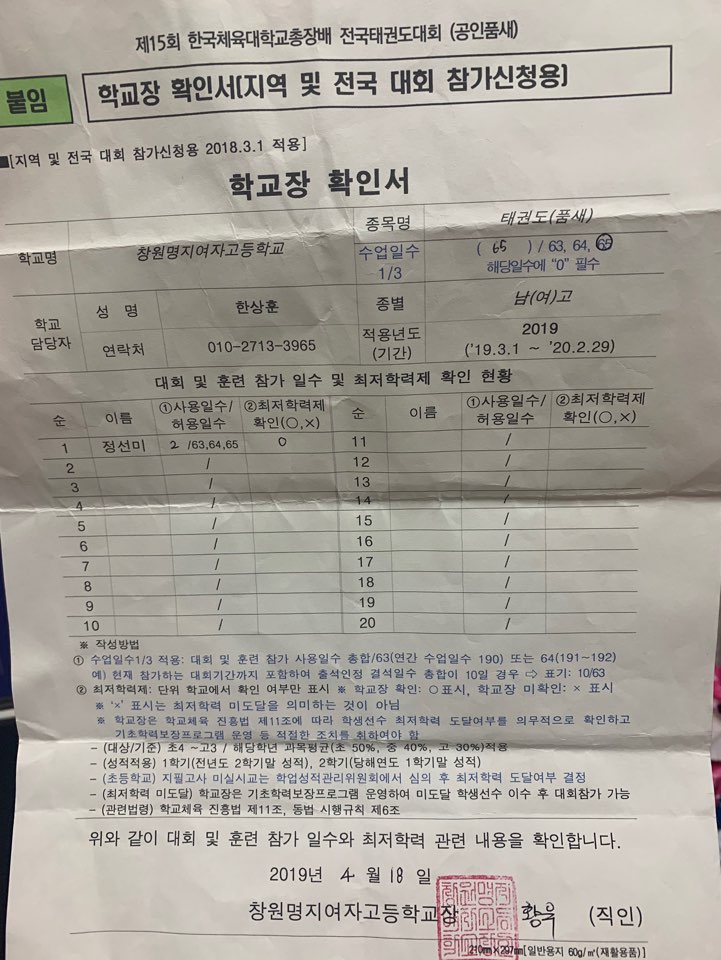 제15회 한국체육대학교총장배 전국태권도대회 (공인품새)
붙임 학교장 확인서(지역 및 전국 대회 참가신청용)
■[지역 및 전국 대회 참가신청용 2018.3.1 적용]
학교장 확인서
학교명 창원명지여자고등학교 종목명 태권도(품새)
수업일수 1/3 ( 65 ) / 63, 64, 65
해당일수에 "0" 필수
학교 담당자 성 명 한상훈 종별 남(여)고
연락처 010-2713-3965 적용년도 (기간) 2019
('19.3.1 ~ '20.2.29)
대회 및 훈련 참가 일수 및 최저학력제 확인 현황
순 이름 ①사용일수/허용일수 ②최저학력제 확인(○,×) 순 이름 ①사용일수/허용일수 ②최저학력제 확인(○,×)
1 정선미 2 /63,64,65 0 11 /
2 / 12 /
3 / 13 /
4 / 14 /
5 / 15 /
6 / 16 /
7 / 17 /
8 / 18 /
9 / 19 /
10 / 20 /
※ 작성방법
① 수업일수1/3 적용: 대회 및 훈련 참가 사용일수 총합/63(연간 수업일수 190) 또는 64(191~192)
예) 현재 참가하는 대회기간까지 포함하여 출석인정 결석일수 총합이 10일 경우 ⇨ 표기: 10/63
② 최저학력제: 단위 학교에서 확인 여부만 표시 ※ 학교장 확인: ○표시, 학교장 미확인: × 표시
※ '×' 표시는 최저학력 미도달을 의미하는 것이 아님
※ 학교장은 학교체육 진흥법 제11조에 따라 학생선수 최저학력 도달여부를 의무적으로 확인하고
기초학력보장프로그램 운영 등 적절한 조치를 취하여야 함
- (대상/기준) 초4 ~고3 / 해당학년 과목평균(초 50%, 중 40%, 고 30%)적용
- (성적적용) 1학기(전년도 2학기말 성적), 2학기(당해연도 1학기말 성적)
- (초등학교) 지필고사 미실시교는 학업성적관리위원회에서 심의 후 최저학력 도달여부 결정
- (최저학력 미도달) 학교장은 기초학력보장프로그램 운영하여 미도달 학생선수 이수 후 대회참가 가능
- (관련법령) 학교체육 진흥법 제11조, 동법 시행규칙 제6조
위와 같이 대회 및 훈련 참가 일수와 최저학력 관련 내용을 확인합니다.
2019년 4 월 18 일
창원명지여자고등학교장 (직인)
210mm×297mm[일반용지 60g/㎡(재활용품)]